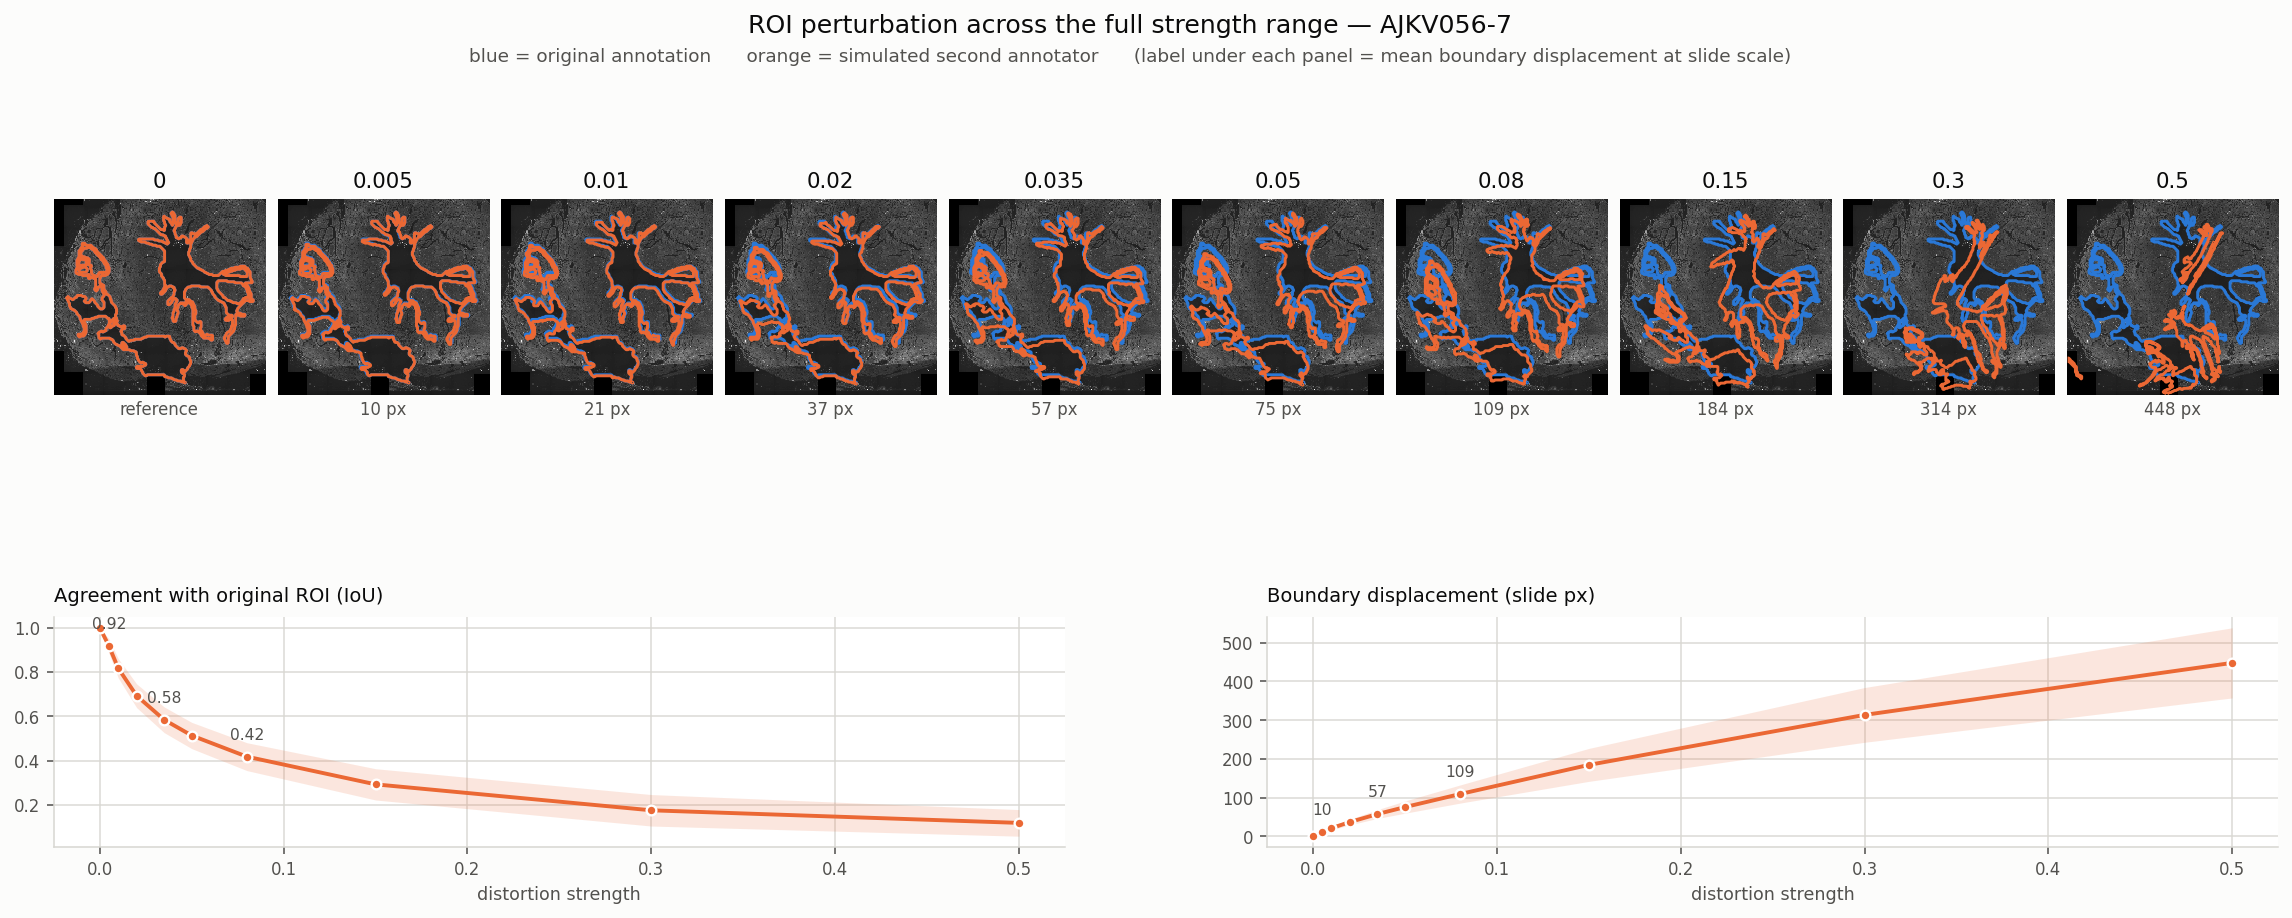 ROI perturbation across the full strength range — AJKV056-7
blue = original annotation orange = simulated second annotator (label under each panel = mean boundary displacement at slide scale)
0 0.005 0.01 0.02 0.035 0.05 0.08 0.15 0.3 0.5
reference 10 px 21 px 37 px 57 px 75 px 109 px 184 px 314 px 448 px
Agreement with original ROI (IoU)
1.0
0.8
0.6
0.4
0.2
0.92
0.58
0.42
0.0 0.1 0.2 0.3 0.4 0.5
distortion strength
Boundary displacement (slide px)
500
400
300
200
100
0
10
57
109
0.0 0.1 0.2 0.3 0.4 0.5
distortion strength